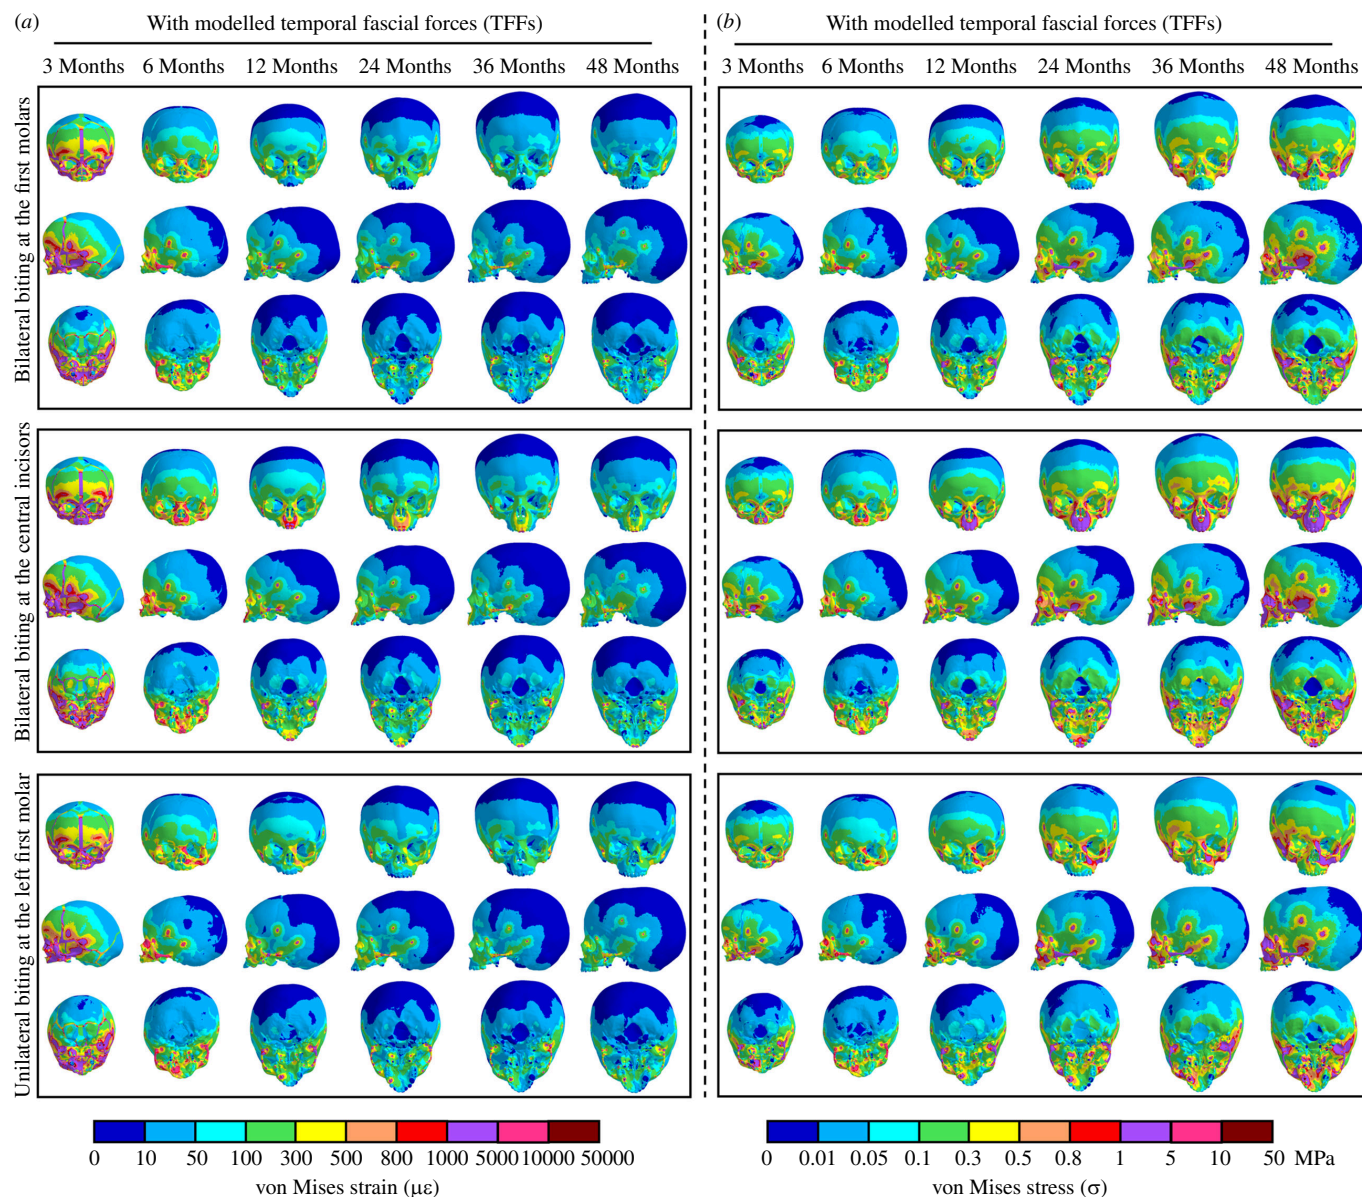 (a)
With modelled temporal fascial forces (TFFs)
3 Months 6 Months 12 Months 24 Months 36 Months 48 Months
Bilateral biting at the first molars
Bilateral biting at the central incisors
Unilateral biting at the left first molar
0 10 50 100 300 500 800 1000 5000 10000 50000
von Mises strain (με)
(b)
With modelled temporal fascial forces (TFFs)
3 Months 6 Months 12 Months 24 Months 36 Months 48 Months
0 0.01 0.05 0.1 0.3 0.5 0.8 1 5 10 50 MPa
von Mises stress (σ)